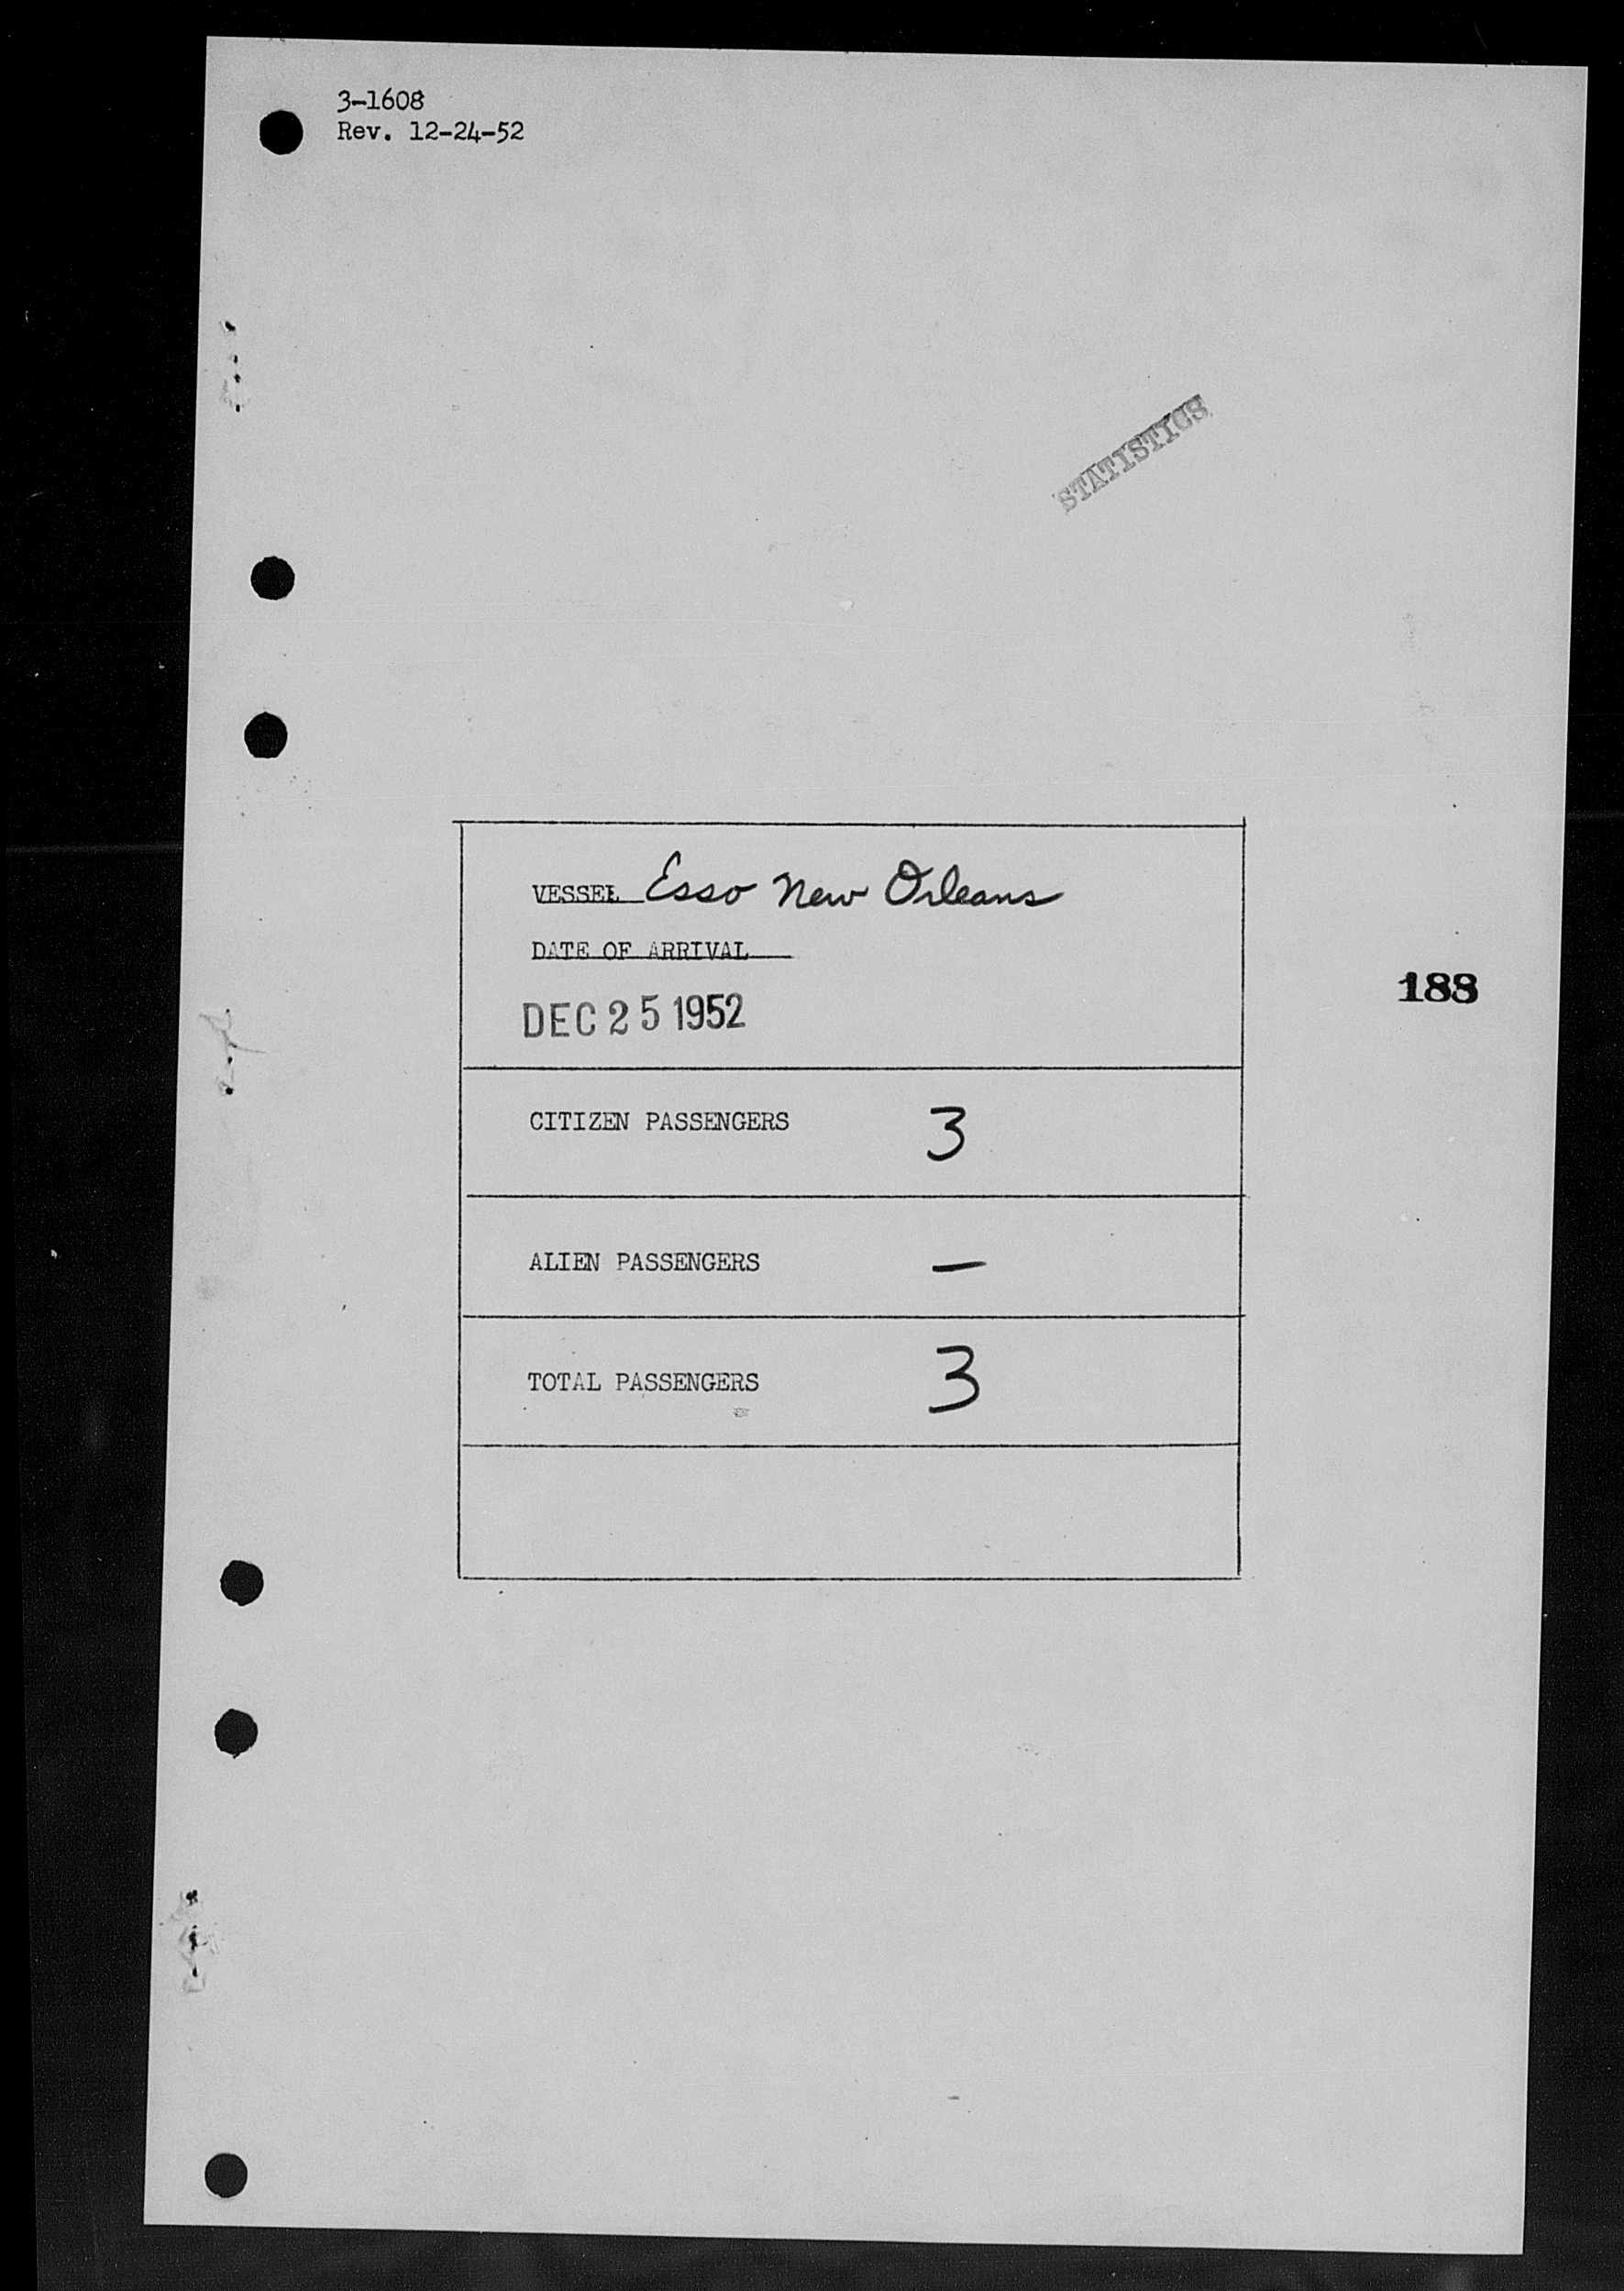 3-1608
Rev. 12-24-52
STATISTICS
VESSEL Esso New Orleans
DATE OF ARRIVAL
188
DEC 25 1952
CITIZEN PASSENGERS 3
ALIEN PASSENGERS —
TOTAL PASSENGERS 3